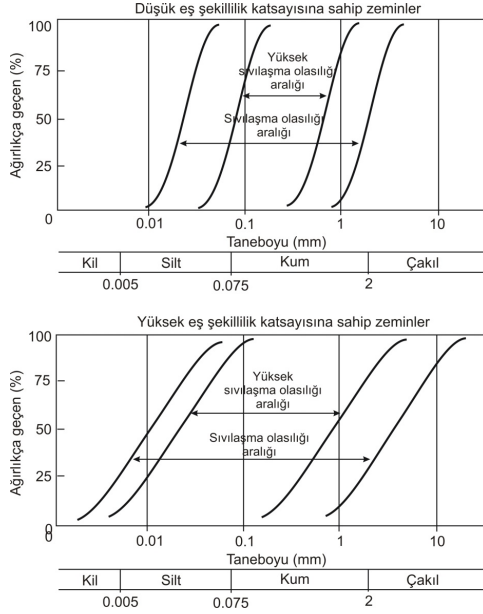 Düşük eş şekillilik katsayısına sahip zeminler
100
75
50
25
0
Ağırlıkça geçen (%)
Yüksek
sıvılaşma olasılığı
aralığı
Sıvılaşma olasılığı
aralığı
0.01 0.1 1 10
Taneboyu (mm)
Kil Silt Kum Çakıl
0.005 0.075 2
Yüksek eş şekillilik katsayısına sahip zeminler
100
75
50
25
0
0
Ağırlıkça geçen (%)
Yüksek
sıvılaşma olasılığı
aralığı
Sıvılaşma olasılığı
aralığı
0.01 0.1 1 10
Taneboyu (mm)
Kil Silt Kum Çakıl
0.005 0.075 2